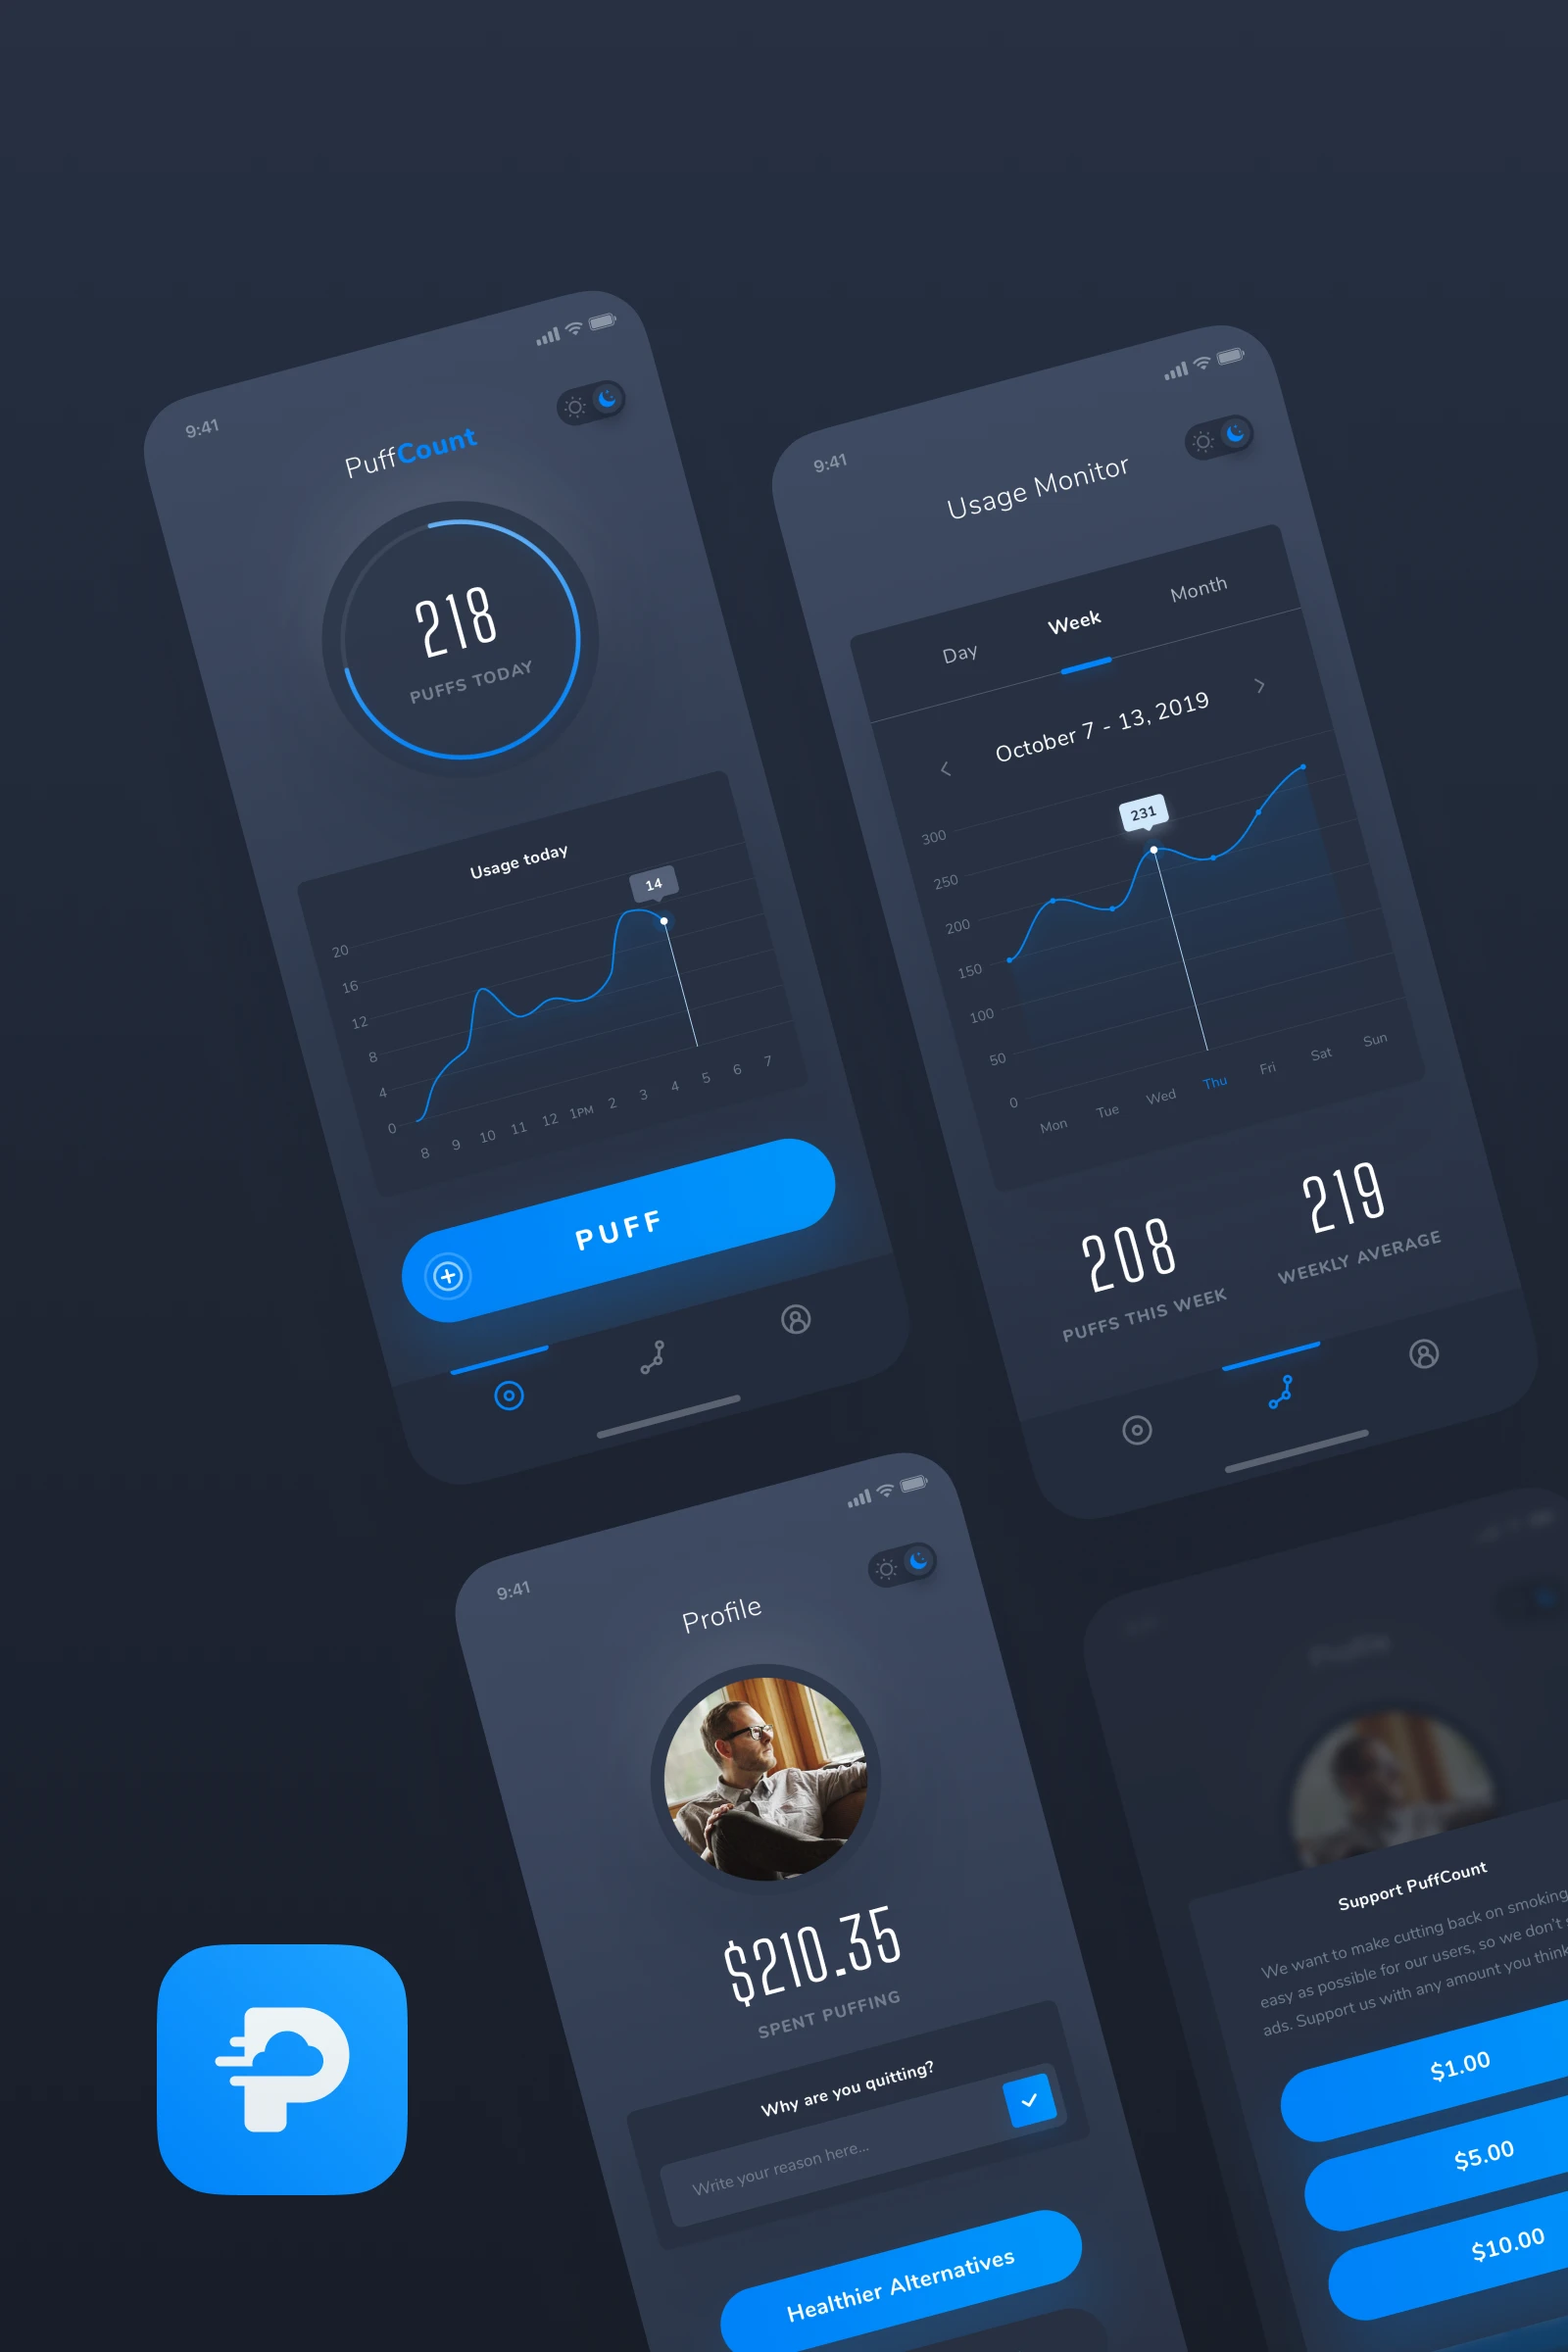 9:41
PuffCount
218
PUFFS TODAY
Usage today
14
20
16
12
8
4
0
8 9 10 11 12 1PM 2 3 4 5 6 7
PUFF
9:41
Usage Monitor
Day Week Month
October 7 - 13, 2019
231
300
250
200
150
100
50
0
Mon Tue Wed Thu Fri Sat Sun
208
PUFFS THIS WEEK
219
WEEKLY AVERAGE
9:41
Profile
$210.35
SPENT PUFFING
Why are you quitting?
Write your reason here...
Healthier Alternatives
Profile
Support PuffCount
We want to make cutting back on smoking
easy as possible for our users, so we don't
ads. Support us with any amount you think
$1.00
$5.00
$10.00